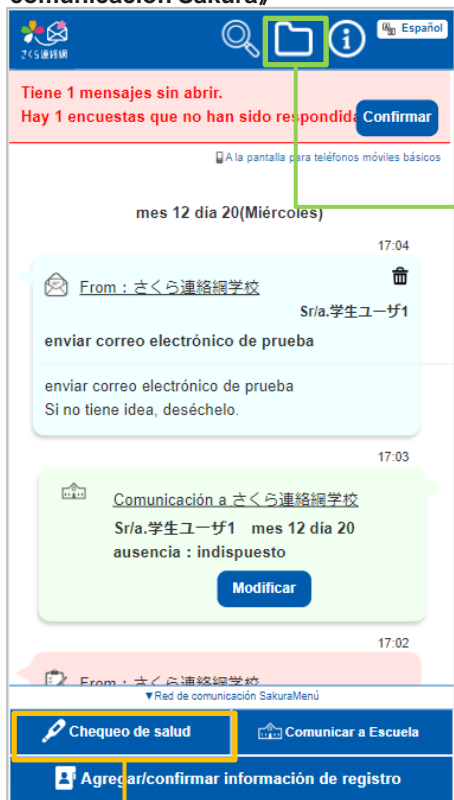 comunicación Sakura》
さくら連絡網
Español
Tiene 1 mensajes sin abrir.
Hay 1 encuestas que no han sido respondida
Confirmar
A la pantalla para teléfonos móviles básicos
mes 12 día 20(Miércoles)
17:04
From：さくら連絡網学校
Sr/a.学生ユーザ1
enviar correo electrónico de prueba
enviar correo electrónico de prueba
Si no tiene idea, deséchelo.
17:03
Comunicación a さくら連絡網学校
Sr/a.学生ユーザ1 mes 12 día 20
ausencia : indispuesto
Modificar
17:02
From：さくら連絡網学校
▼Red de comunicación SakuraMenú
Chequeo de salud
Comunicar a Escuela
Agregar/confirmar información de registro